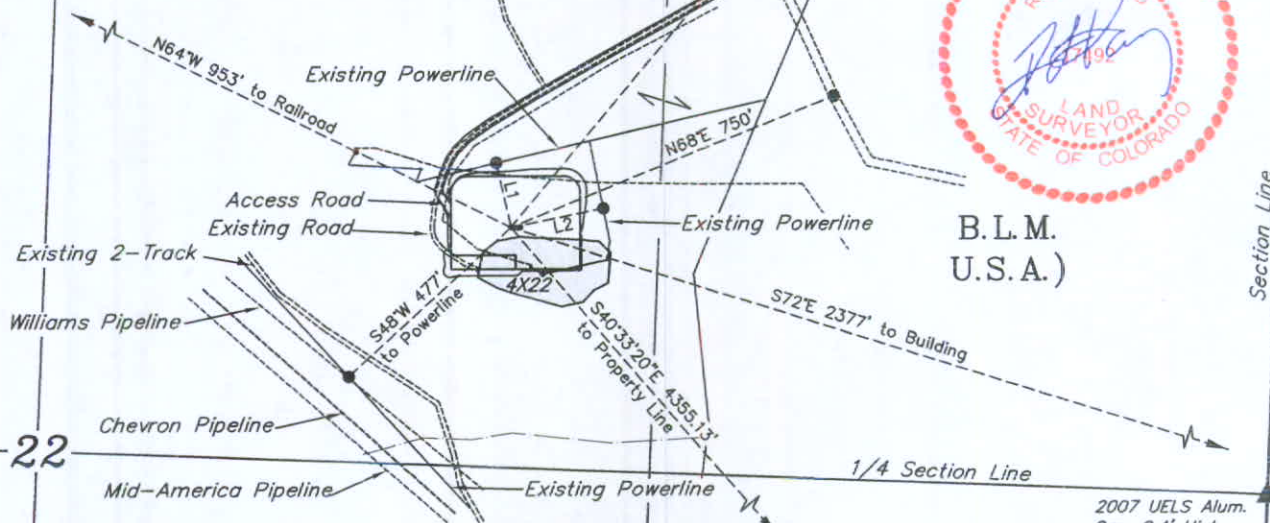 N64°W 953' to Railroad
Existing Powerline
N68°E 750'
LAND
SURVEYOR
STATE OF COLORADO
Access Road
L1
Existing Road
L2
Existing Powerline
B.L.M.
U.S.A.)
Section Line
Existing 2-Track
4X22
S72°E 2377' to Building
Williams Pipeline
S48°W 477'
to Powerline
S40°33'20"E 4355.13'
to Property Line
Chevron Pipeline
22
1/4 Section Line
Mid-America Pipeline
Existing Powerline
2007 UELS Alum.